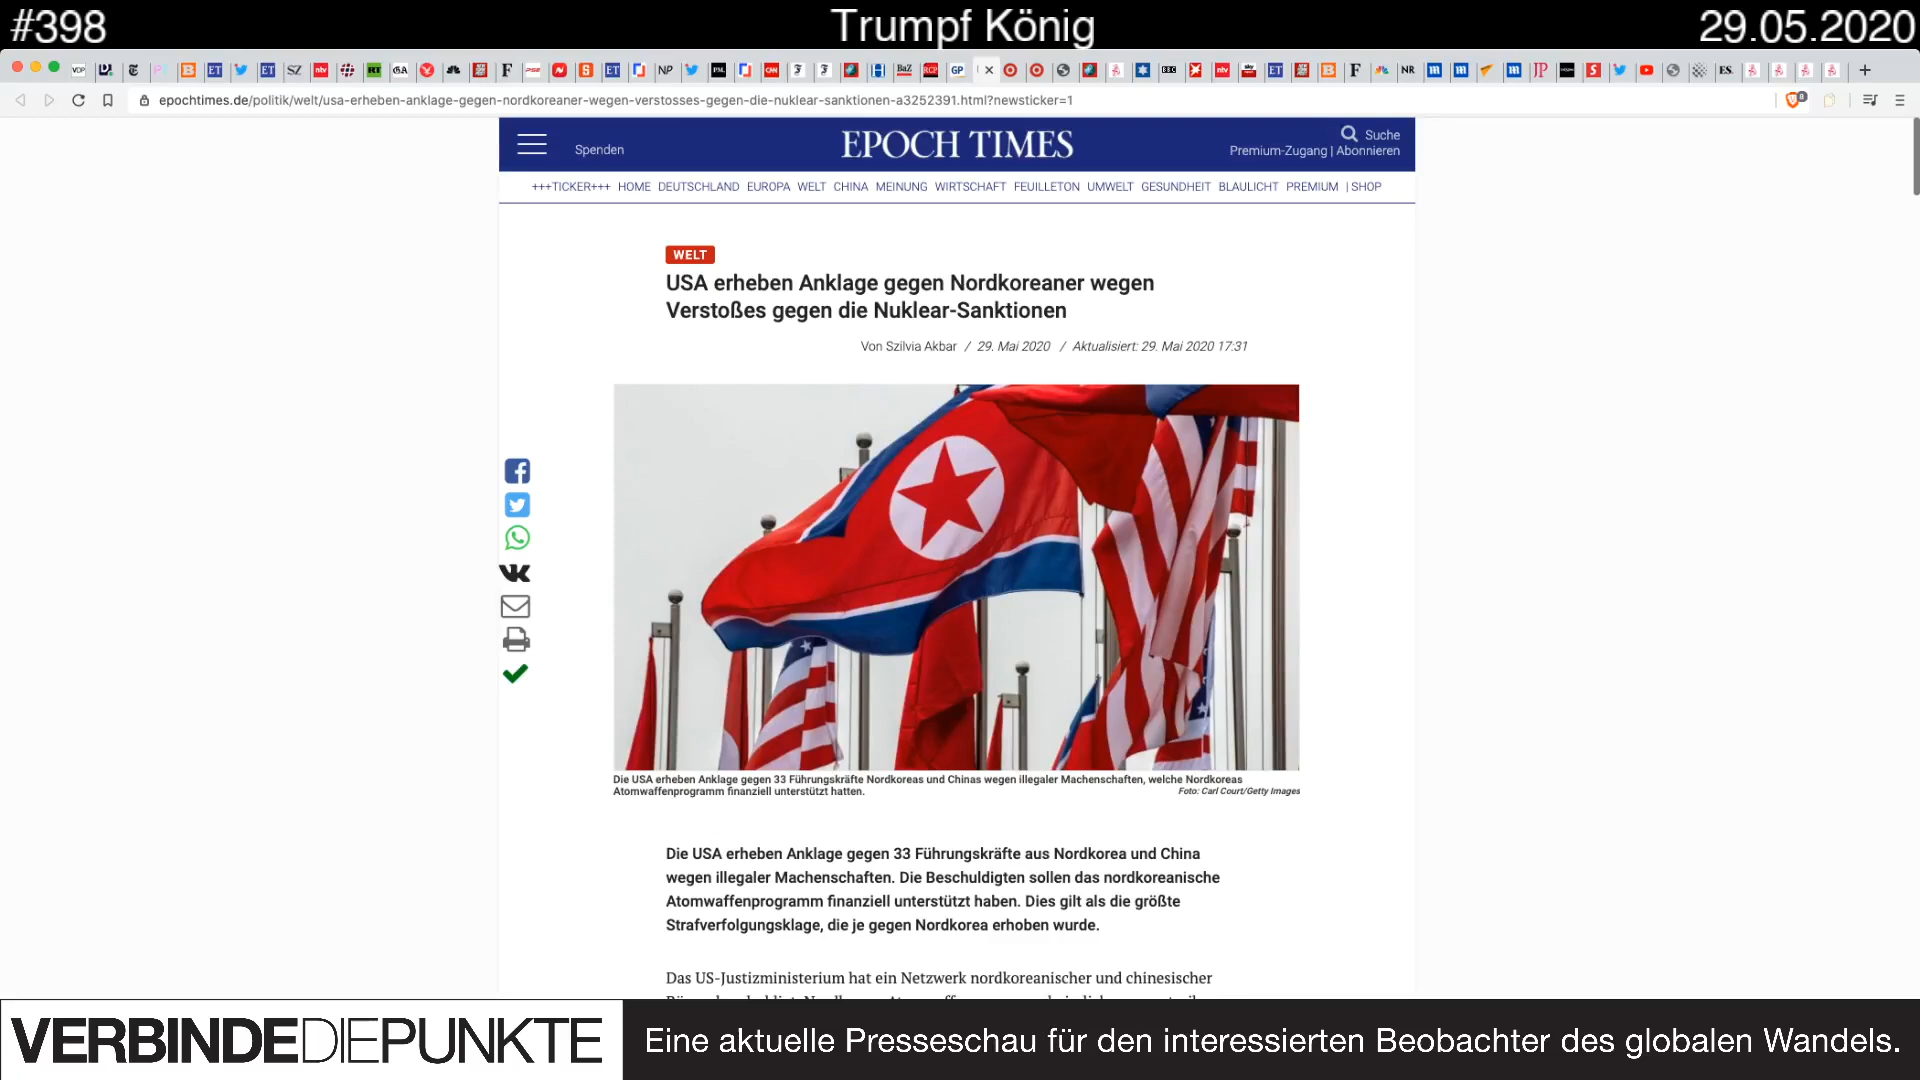 #398
Trumpf König
29.05.2020
epochtimes.de/politik/welt/usa-erheben-anklage-gegen-nordkoreaner-wegen-verstosses-gegen-die-nuklear-sanktionen-a3252391.html?newsticker=1
Spenden
EPOCH TIMES
Suche
Premium-Zugang | Abonnieren
+++TICKER+++ HOME DEUTSCHLAND EUROPA WELT CHINA MEINUNG WIRTSCHAFT FEUILLETON UMWELT GESUNDHEIT BLAULICHT PREMIUM | SHOP
WELT
USA erheben Anklage gegen Nordkoreaner wegen
Verstoßes gegen die Nuklear-Sanktionen
Von Szilvia Akbar / 29. Mai 2020 / Aktualisiert: 29. Mai 2020 17:31
Die USA erheben Anklage gegen 33 Führungskräfte Nordkoreas und Chinas wegen illegaler Machenschaften, welche Nordkoreas
Atomwaffenprogramm finanziell unterstützt hatten.
Foto: Carl Court/Getty Images
Die USA erheben Anklage gegen 33 Führungskräfte aus Nordkorea und China
wegen illegaler Machenschaften. Die Beschuldigten sollen das nordkoreanische
Atomwaffenprogramm finanziell unterstützt haben. Dies gilt als die größte
Strafverfolgungsklage, die je gegen Nordkorea erhoben wurde.
Das US-Justizministerium hat ein Netzwerk nordkoreanischer und chinesischer
VERBINDEDIEPUNKTE
Eine aktuelle Presseschau für den interessierten Beobachter des globalen Wandels.